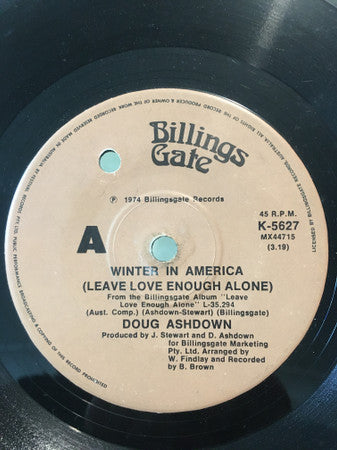 Billings
Gate
℗ 1974 Billingsgate Records
45 R.P.M.
K-5627
MX44715
(3.19)
A
WINTER IN AMERICA
(LEAVE LOVE ENOUGH ALONE)
From the Billingsgate Album "Leave
Love Enough Alone" L-35,294
(Aust. Comp.) (Ashdown-Stewart) (Billingsgate)
DOUG ASHDOWN
Produced by J. Stewart and D. Ashdown
for Billingsgate Marketing
Pty. Ltd. Arranged by
W. Findlay and Recorded
by B. Brown